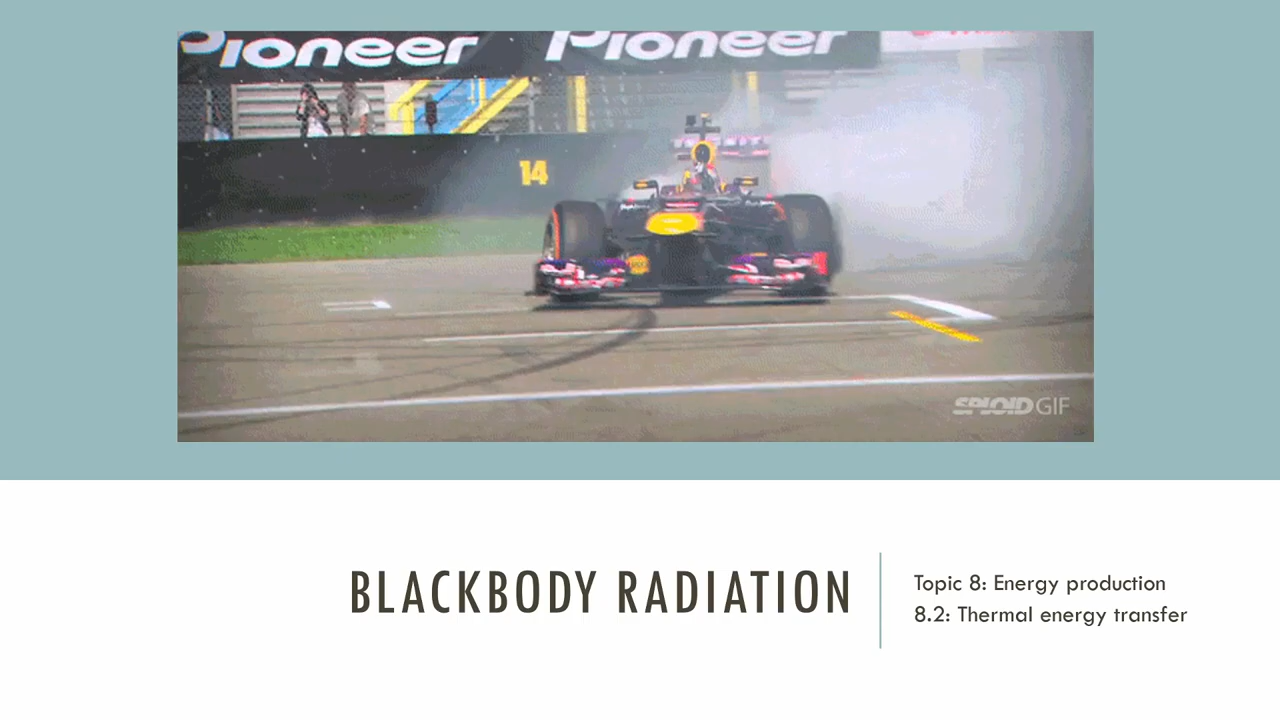 Pioneer Pioneer
14
SPLOID GIF
BLACKBODY RADIATION
Topic 8: Energy production
8.2: Thermal energy transfer